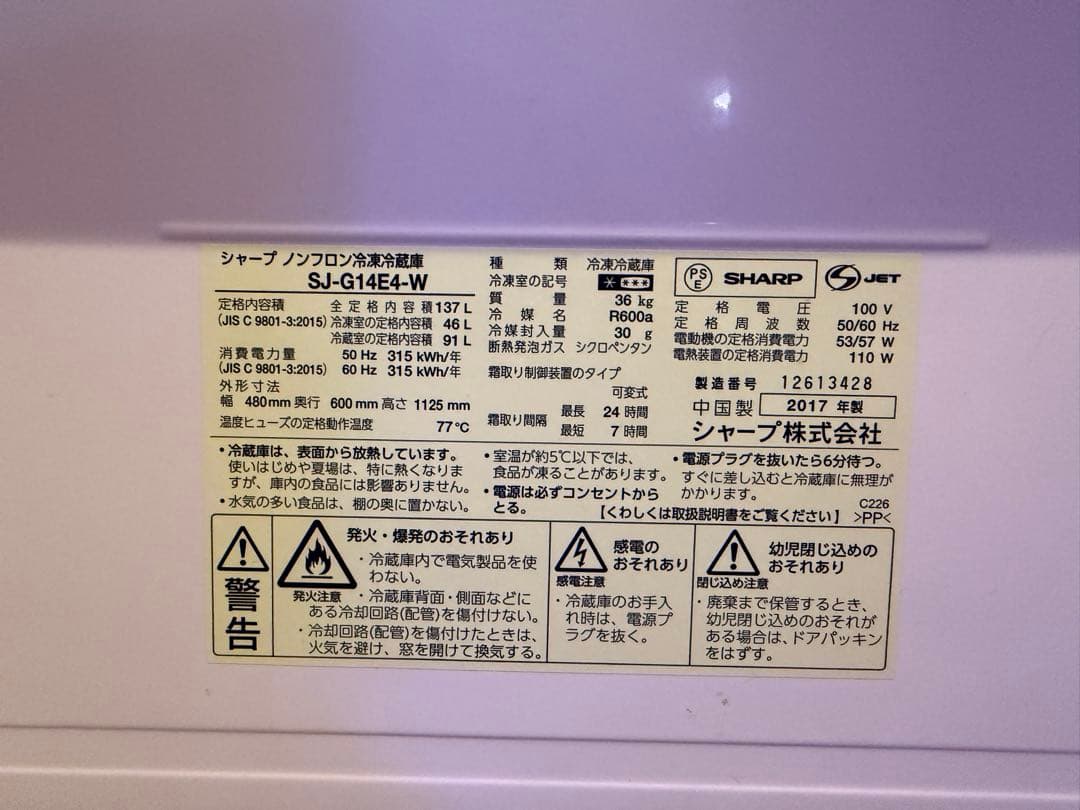 シャープ ノンフロン冷凍冷蔵庫
SJ-G14E4-W
定格内容積 全定格内容積 137 L
(JIS C 9801-3:2015) 冷凍室の定格内容積 46 L
冷蔵室の定格内容積 91 L
消費電力量 50 Hz 315 kWh/年
(JIS C 9801-3:2015) 60 Hz 315 kWh/年
外形寸法
幅 480mm 奥行 600 mm 高さ 1125 mm
温度ヒューズの定格動作温度 77℃
種類 冷凍冷蔵庫
冷凍室の記号 * ***
質量 36 kg
冷媒名 R600a
冷媒封入量 30 g
断熱発泡ガス シクロペンタン
霜取り制御装置のタイプ
可変式
霜取り間隔 最長 24 時間
最短 7 時間
PS E SHARP S JET
定格電圧 100 V
定格周波数 50/60 Hz
電動機の定格消費電力 53/57 W
電熱装置の定格消費電力 110 W
製造番号 12613428
中国製 2017 年製
シャープ株式会社
・冷蔵庫は、表面から放熱しています。
使いはじめや夏場は、特に熱くなりま
すが、庫内の食品には影響ありません。
・水気の多い食品は、棚の奥に置かない。
・室温が約5℃以下では、
食品が凍ることがあります。
・電源は必ずコンセントから
とる。
・電源プラグを抜いたら6分待つ。
すぐに差し込むと冷蔵庫に無理が
かかります。
【くわしくは取扱説明書をご覧ください】
C226
>PP<
警告
発火・爆発のおそれあり
発火注意
・冷蔵庫内で電気製品を使
わない。
・冷蔵庫背面・側面などに
ある冷却回路(配管)を傷付けない。
・冷却回路(配管)を傷付けたときは、
火気を避け、窓を開けて換気する。
感電の
おそれあり
感電注意
・冷蔵庫のお手入
れ時は、電源プ
ラグを抜く。
幼児閉じ込めの
おそれあり
閉じ込め注意
・廃棄まで保管するとき、
幼児閉じ込めのおそれが
ある場合は、ドアパッキン
をはずす。